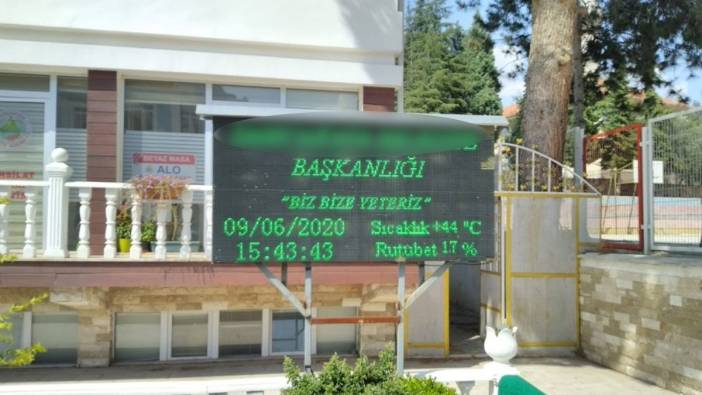 BAŞKANLIĞI
"BİZ BİZE YETERİZ"
09/06/2020 Sıcaklık +44 °C
15:43:43 Rutubet 17 %
BEYAZ MASA
ALO